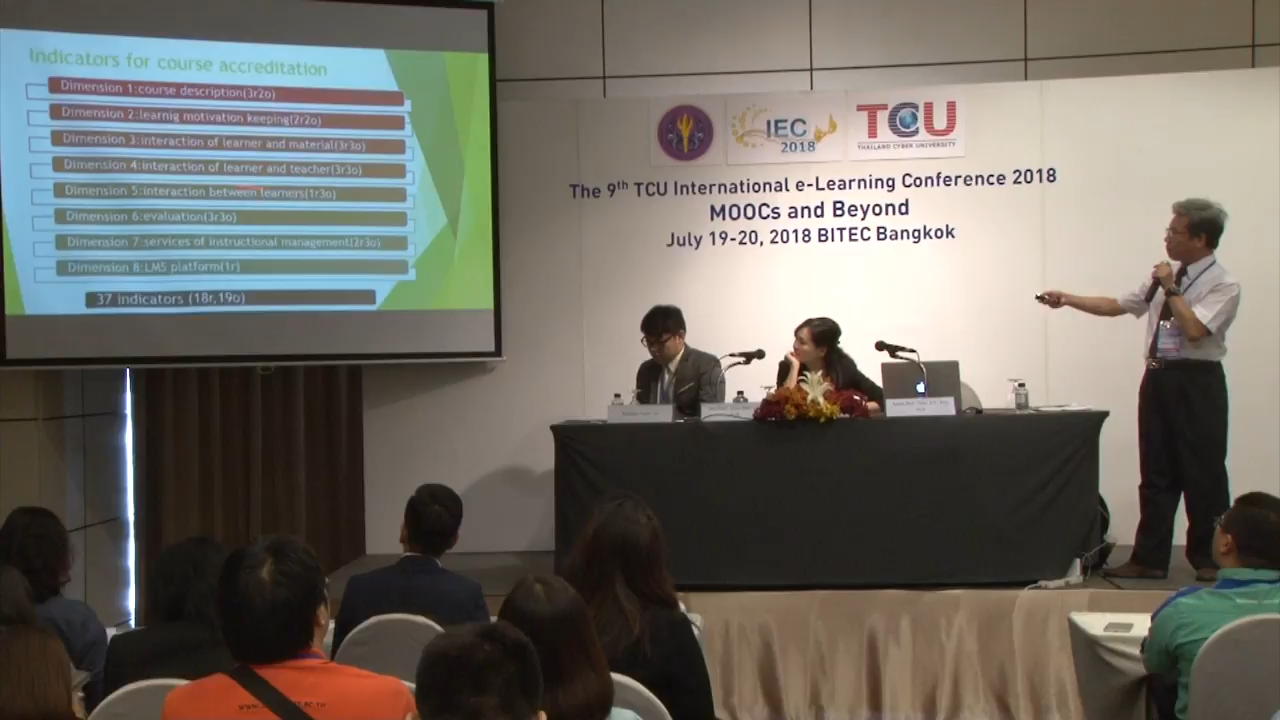 Indicators for course accreditation
Dimension 1:course description(3r2o)
Dimension 2:learnig motivation keeping(2r2o)
Dimension 3:interaction of learner and material(3r3o)
Dimension 4:interaction of learner and teacher(3r3o)
Dimension 5:interaction between learners(1r3o)
Dimension 6:evaluation(3r3o)
Dimension 7:services of instructional management(2r3o)
Dimension 8:LMS platform(1r)
37 indicators (18r,19o)
IEC
2018
TCU
THAILAND CYBER UNIVERSITY
The 9th TCU International e-Learning Conference 2018
MOOCs and Beyond
July 19-20, 2018 BITEC Bangkok